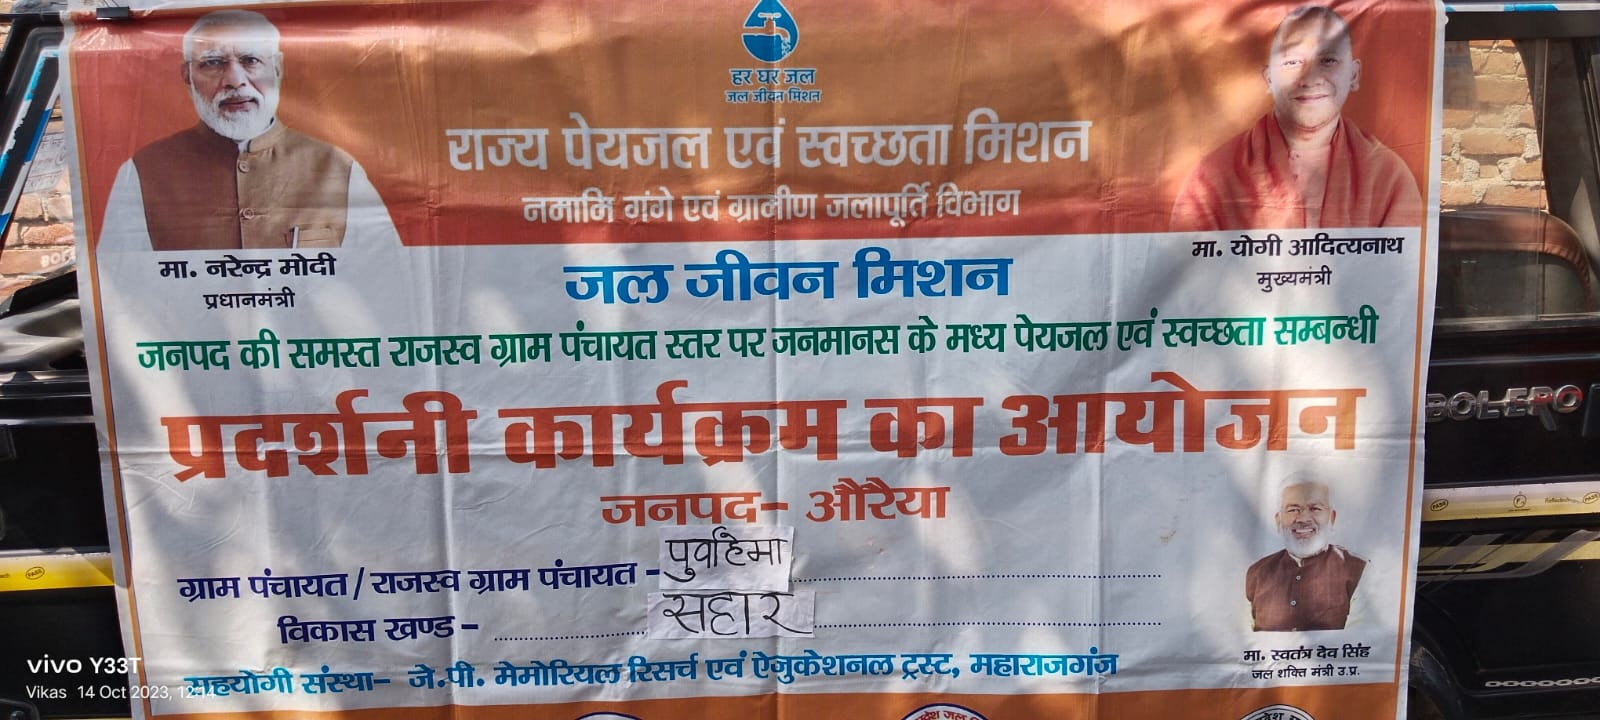 हर घर जल
जल जीवन मिशन
राज्य पेयजल एवं स्वच्छता मिशन
नमामि गंगे एवं ग्रामीण जलापूर्ति विभाग
मा. नरेन्द्र मोदी
प्रधानमंत्री
मा. योगी आदित्यनाथ
मुख्यमंत्री
जल जीवन मिशन
जनपद की समस्त राजस्व ग्राम पंचायत स्तर पर जनमानस के मध्य पेयजल एवं स्वच्छता सम्बन्धी
प्रदर्शनी कार्यक्रम का आयोजन
BOLERO
जनपद– औरैया
ग्राम पंचायत / राजस्व ग्राम पंचायत – पुर्वाहेमा
विकास खण्ड – सहार
मा. स्वतंत्र देव सिंह
जल शक्ति मंत्री उ.प्र.
सहयोगी संस्था– जे.पी. मेमोरियल रिसर्च एवं ऐजुकेशनल ट्रस्ट, महाराजगंज
vivo Y33T
Vikas 14 Oct 2023, 12:14